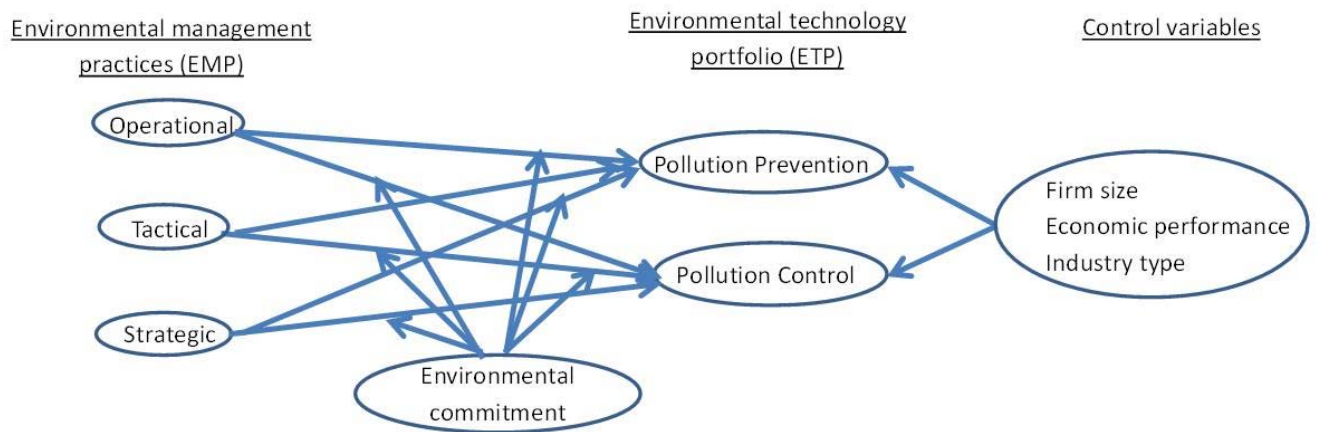 Environmental management
practices (EMP)
Environmental technology
portfolio (ETP)
Control variables
Operational
Tactical
Strategic
Pollution Prevention
Pollution Control
Environmental
commitment
Firm size
Economic performance
Industry type